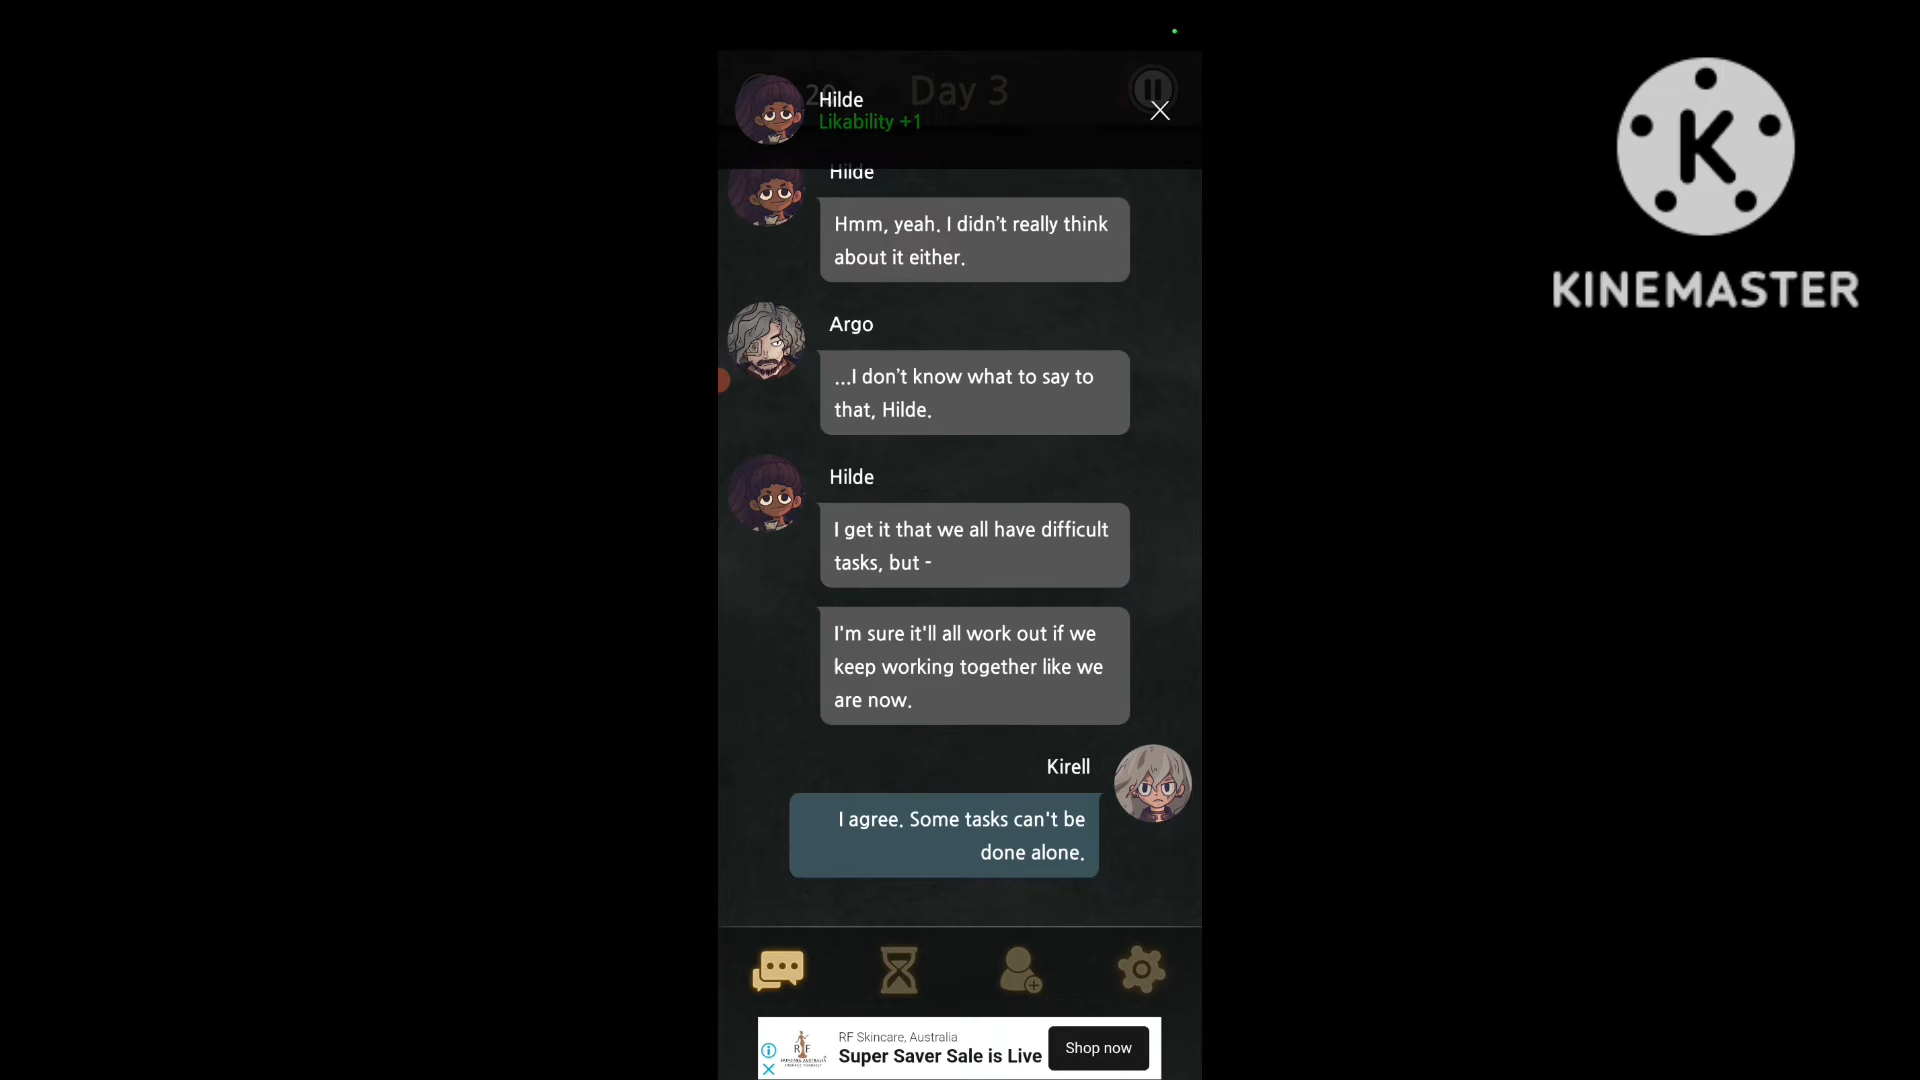 20
Day 3
Hilde
Likability +1
Hilde
Hmm, yeah. I didn't really think
about it either.
Argo
...I don't know what to say to
that, Hilde.
Hilde
I get it that we all have difficult
tasks, but -
I'm sure it'll all work out if we
keep working together like we
are now.
Kirell
I agree. Some tasks can't be
done alone.
RF Skincare, Australia
Super Saver Sale is Live
Shop now
K
KINEMASTER